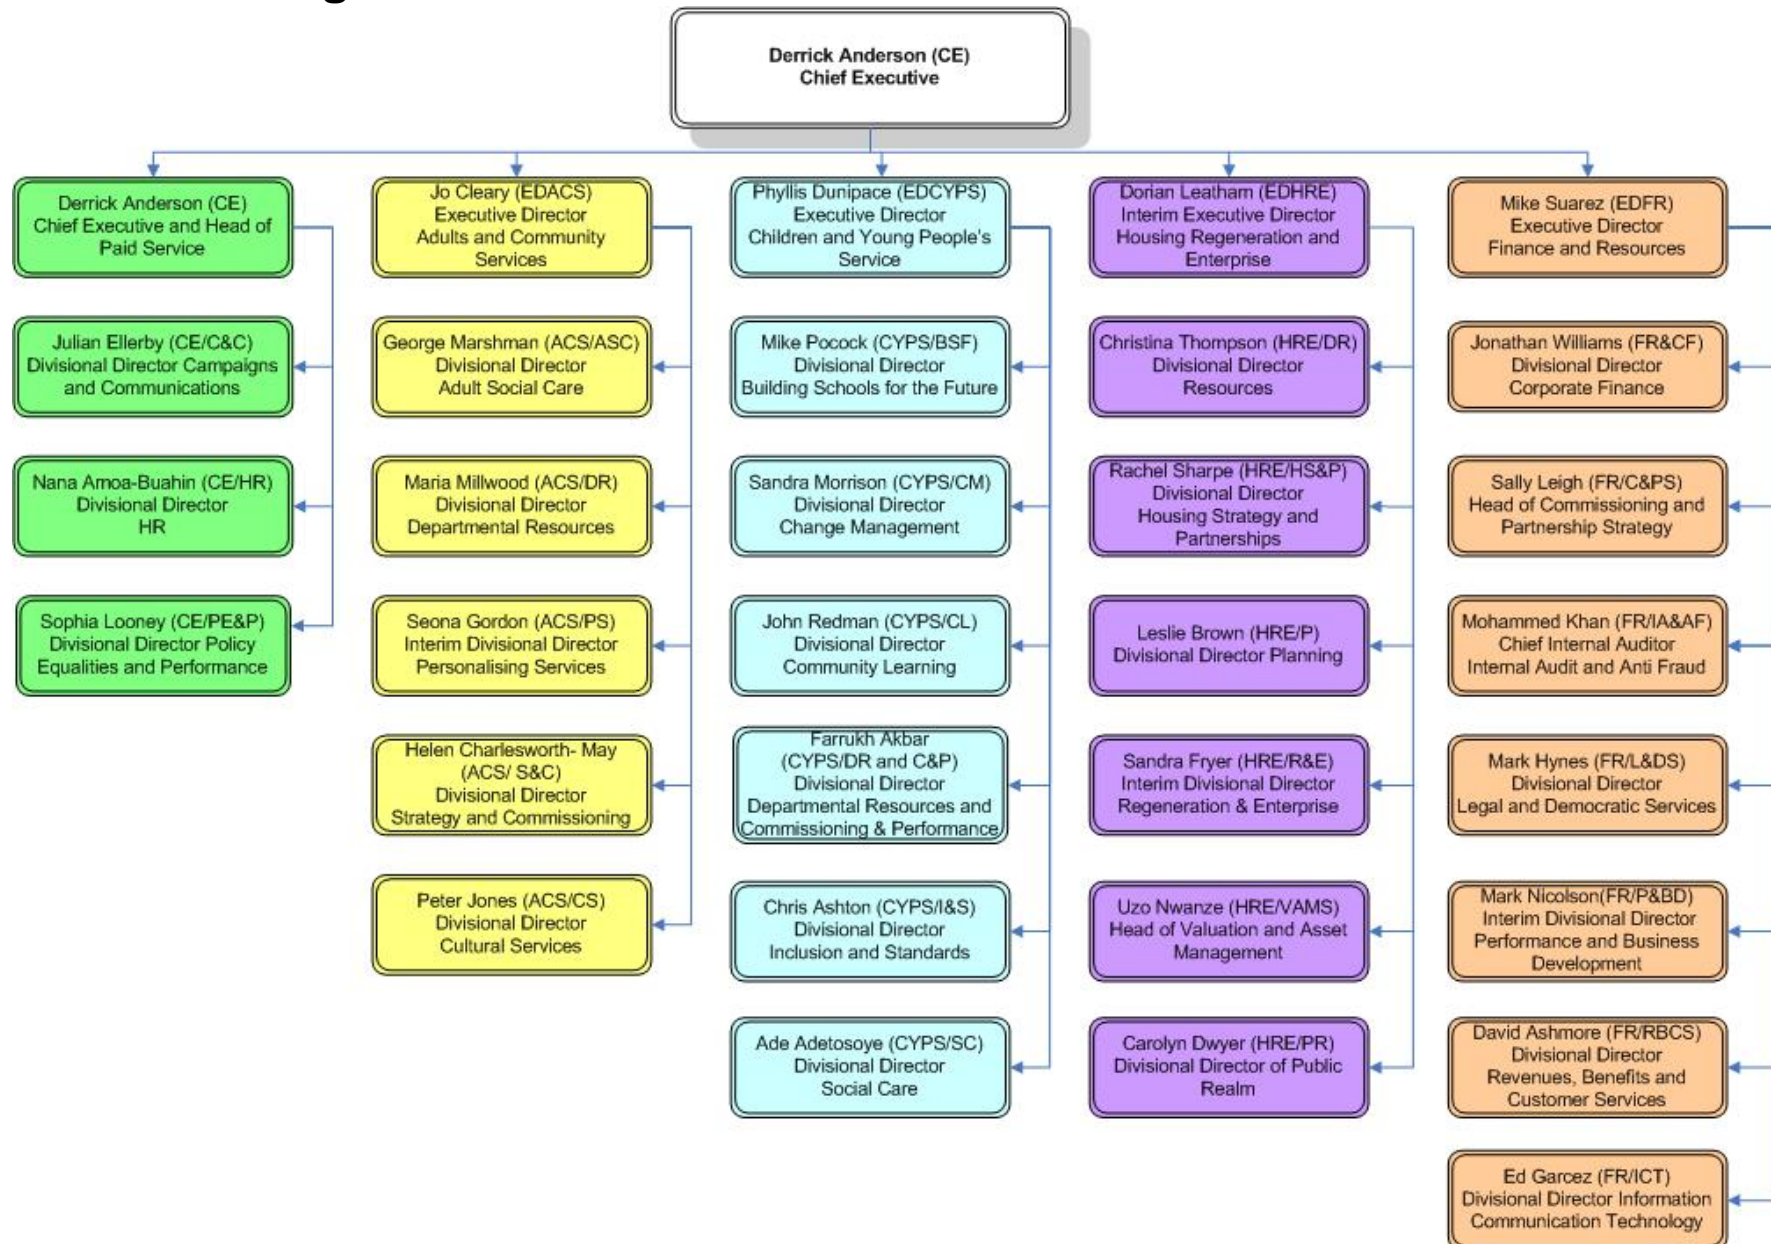 Derrick Anderson (CE)
Chief Executive
Derrick Anderson (CE)
Chief Executive and Head of
Paid Service
Julian Ellerby (CE/C&C)
Divisional Director Campaigns
and Communications
Nana Amoa-Buahin (CE/HR)
Divisional Director
HR
Sophia Looney (CE/PE&P)
Divisional Director Policy
Equalities and Performance
Jo Cleary (EDACS)
Executive Director
Adults and Community
Services
George Marshman (ACS/ASC)
Divisional Director
Adult Social Care
Maria Millwood (ACS/DR)
Divisional Director
Departmental Resources
Seona Gordon (ACS/PS)
Interim Divisional Director
Personalising Services
Helen Charlesworth- May
(ACS/ S&C)
Divisional Director
Strategy and Commissioning
Peter Jones (ACS/CS)
Divisional Director
Cultural Services
Phyllis Dunipace (EDCYPS)
Executive Director
Children and Young People's
Service
Mike Pocock (CYPS/BSF)
Divisional Director
Building Schools for the Future
Sandra Morrison (CYPS/CM)
Divisional Director
Change Management
John Redman (CYPS/CL)
Divisional Director
Community Learning
Farrukh Akbar
(CYPS/DR and C&P)
Divisional Director
Departmental Resources and
Commissioning & Performance
Chris Ashton (CYPS/I&S)
Divisional Director
Inclusion and Standards
Ade Adetosoye (CYPS/SC)
Divisional Director
Social Care
Dorian Leatham (EDHRE)
Interim Executive Director
Housing Regeneration and
Enterprise
Christina Thompson (HRE/DR)
Divisional Director
Resources
Rachel Sharpe (HRE/HS&P)
Divisional Director
Housing Strategy and
Partnerships
Leslie Brown (HRE/P)
Divisional Director Planning
Sandra Fryer (HRE/R&E)
Interim Divisional Director
Regeneration & Enterprise
Uzo Nwanze (HRE/VAMS)
Head of Valuation and Asset
Management
Carolyn Dwyer (HRE/PR)
Divisional Director of Public
Realm
Mike Suarez (EDFR)
Executive Director
Finance and Resources
Jonathan Williams (FR&CF)
Divisional Director
Corporate Finance
Sally Leigh (FR/C&PS)
Head of Commissioning and
Partnership Strategy
Mohammed Khan (FR/IA&AF)
Chief Internal Auditor
Internal Audit and Anti Fraud
Mark Hynes (FR/L&DS)
Divisional Director
Legal and Democratic Services
Mark Nicolson(FR/P&BD)
Interim Divisional Director
Performance and Business
Development
David Ashmore (FR/RBCS)
Divisional Director
Revenues, Benefits and
Customer Services
Ed Garcez (FR/ICT)
Divisional Director Information
Communication Technology